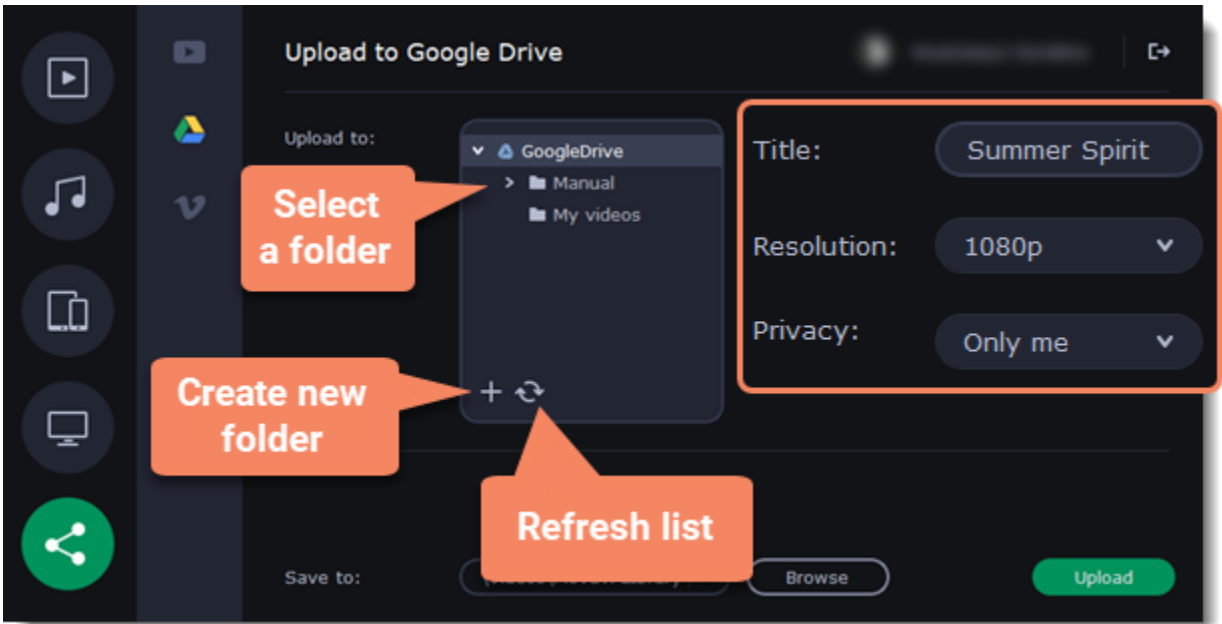 Upload to Google Drive
Upload to:
GoogleDrive
Manual
My videos
Select
a folder
Create new
folder
Refresh list
Title:
Summer Spirit
Resolution:
1080p
Privacy:
Only me
Save to:
Browse
Upload